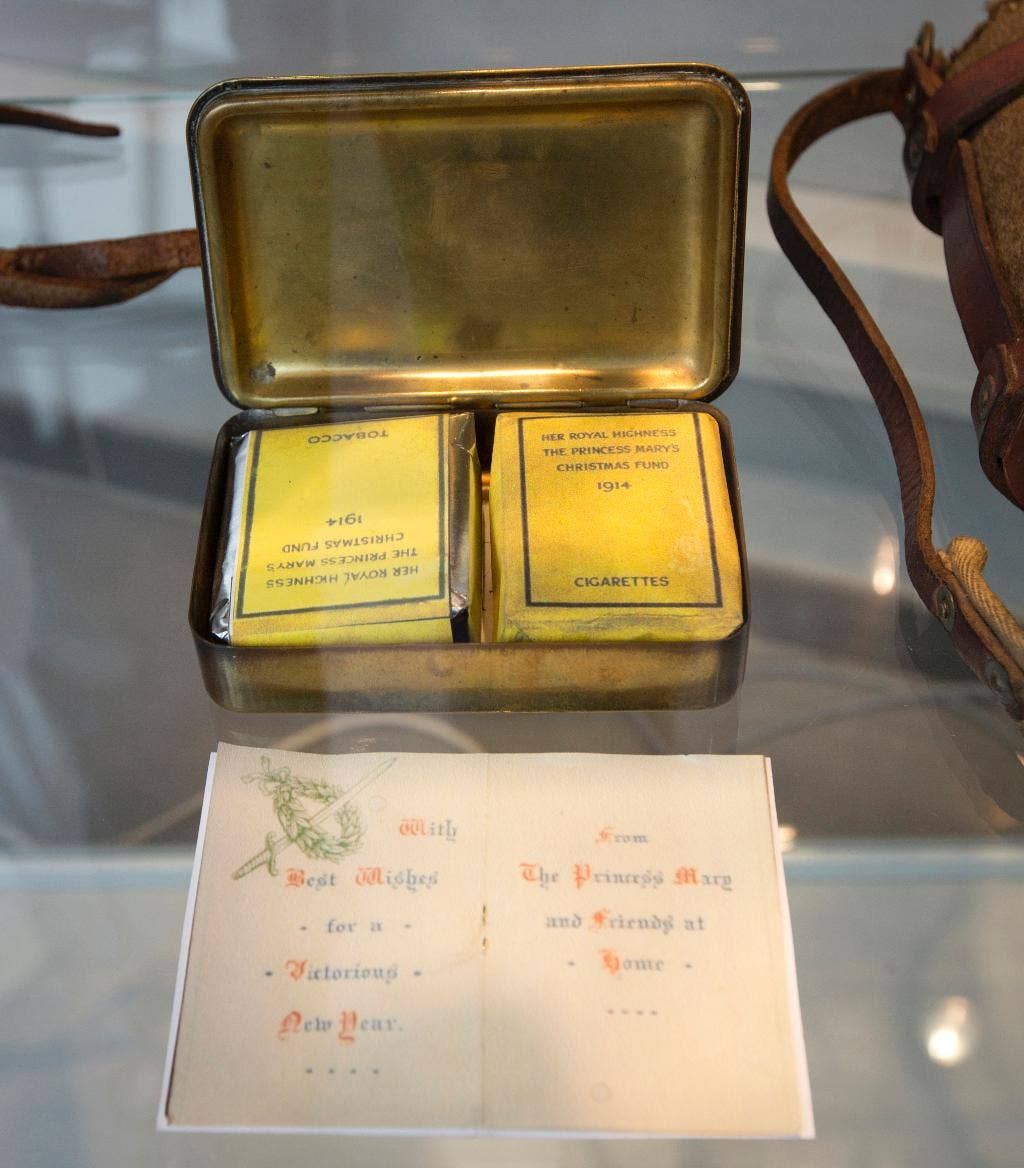 TOBACCO
1914
HER ROYAL HIGHNESS
THE PRINCESS MARY'S
CHRISTMAS FUND
HER ROYAL HIGHNESS
THE PRINCESS MARY'S
CHRISTMAS FUND
1914
CIGARETTES
With
Best Wishes
- for a -
- Victorious -
New Year.
- - - -
From
The Princess Mary
and Friends at
- Home -
- - - -